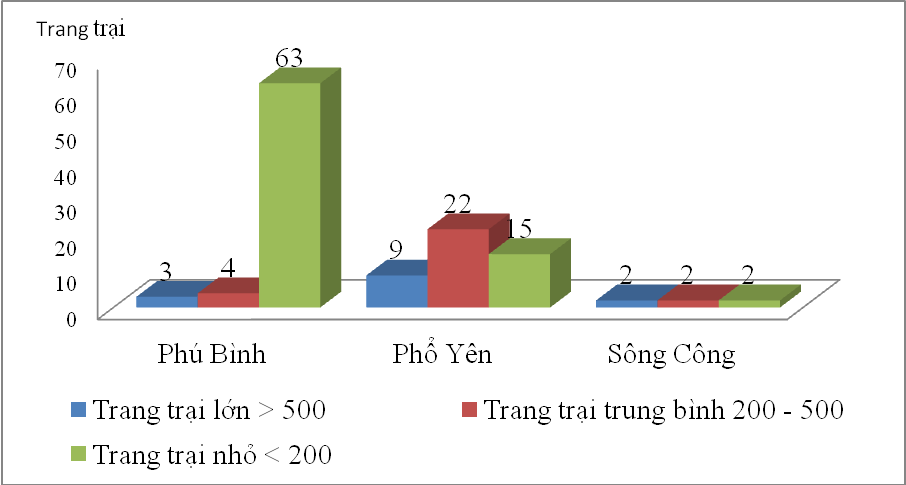 Trang trại
70
60
50
40
30
20
10
0
63
3
4
9
22
15
2
2
2
Phú Bình
Phổ Yên
Sông Công
Trang trại lớn > 500
Trang trại trung bình 200 - 500
Trang trại nhỏ < 200